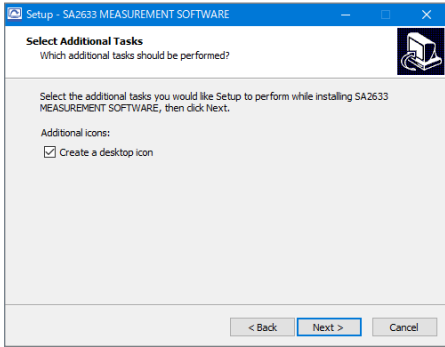 Setup - SA2633 MEASUREMENT SOFTWARE
Select Additional Tasks
Which additional tasks should be performed?
Select the additional tasks you would like Setup to perform while installing SA2633
MEASUREMENT SOFTWARE, then click Next.
Additional icons:
Create a desktop icon
< Back Next > Cancel